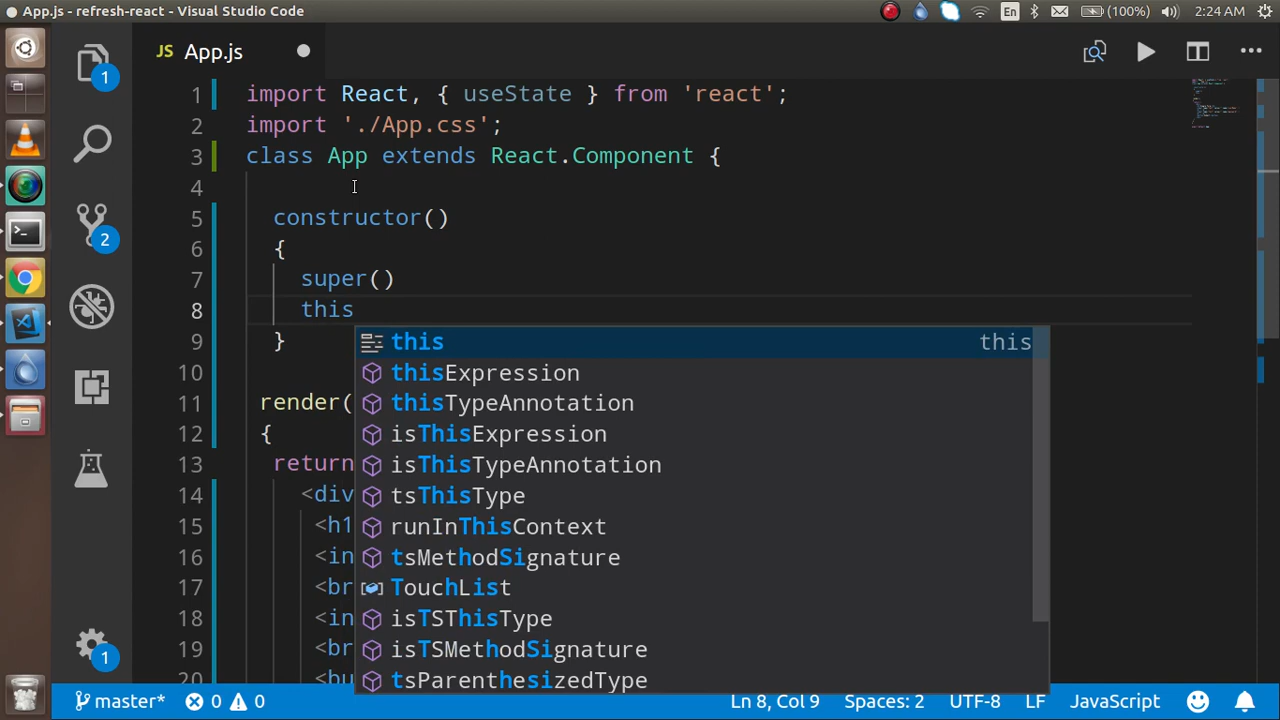 App.js - refresh-react - Visual Studio Code
En
(100%)
2:24 AM
JS App.js
1
1 import React, { useState } from 'react';
2 import './App.css';
3 class App extends React.Component {
4
5 constructor()
6 {
7 super()
8 this
9 }
10
11 render(
12 {
13 return
14 <div
15 <h1
16 <in
17 <br
18 <in
19 <br
20 <bu
2
1
this this
thisExpression
thisTypeAnnotation
isThisExpression
isThisTypeAnnotation
tsThisType
runInThisContext
tsMethodSignature
TouchList
isTSThisType
isTSMethodSignature
tsParenthesizedType
master* 0 0 Ln 8, Col 9 Spaces: 2 UTF-8 LF JavaScript